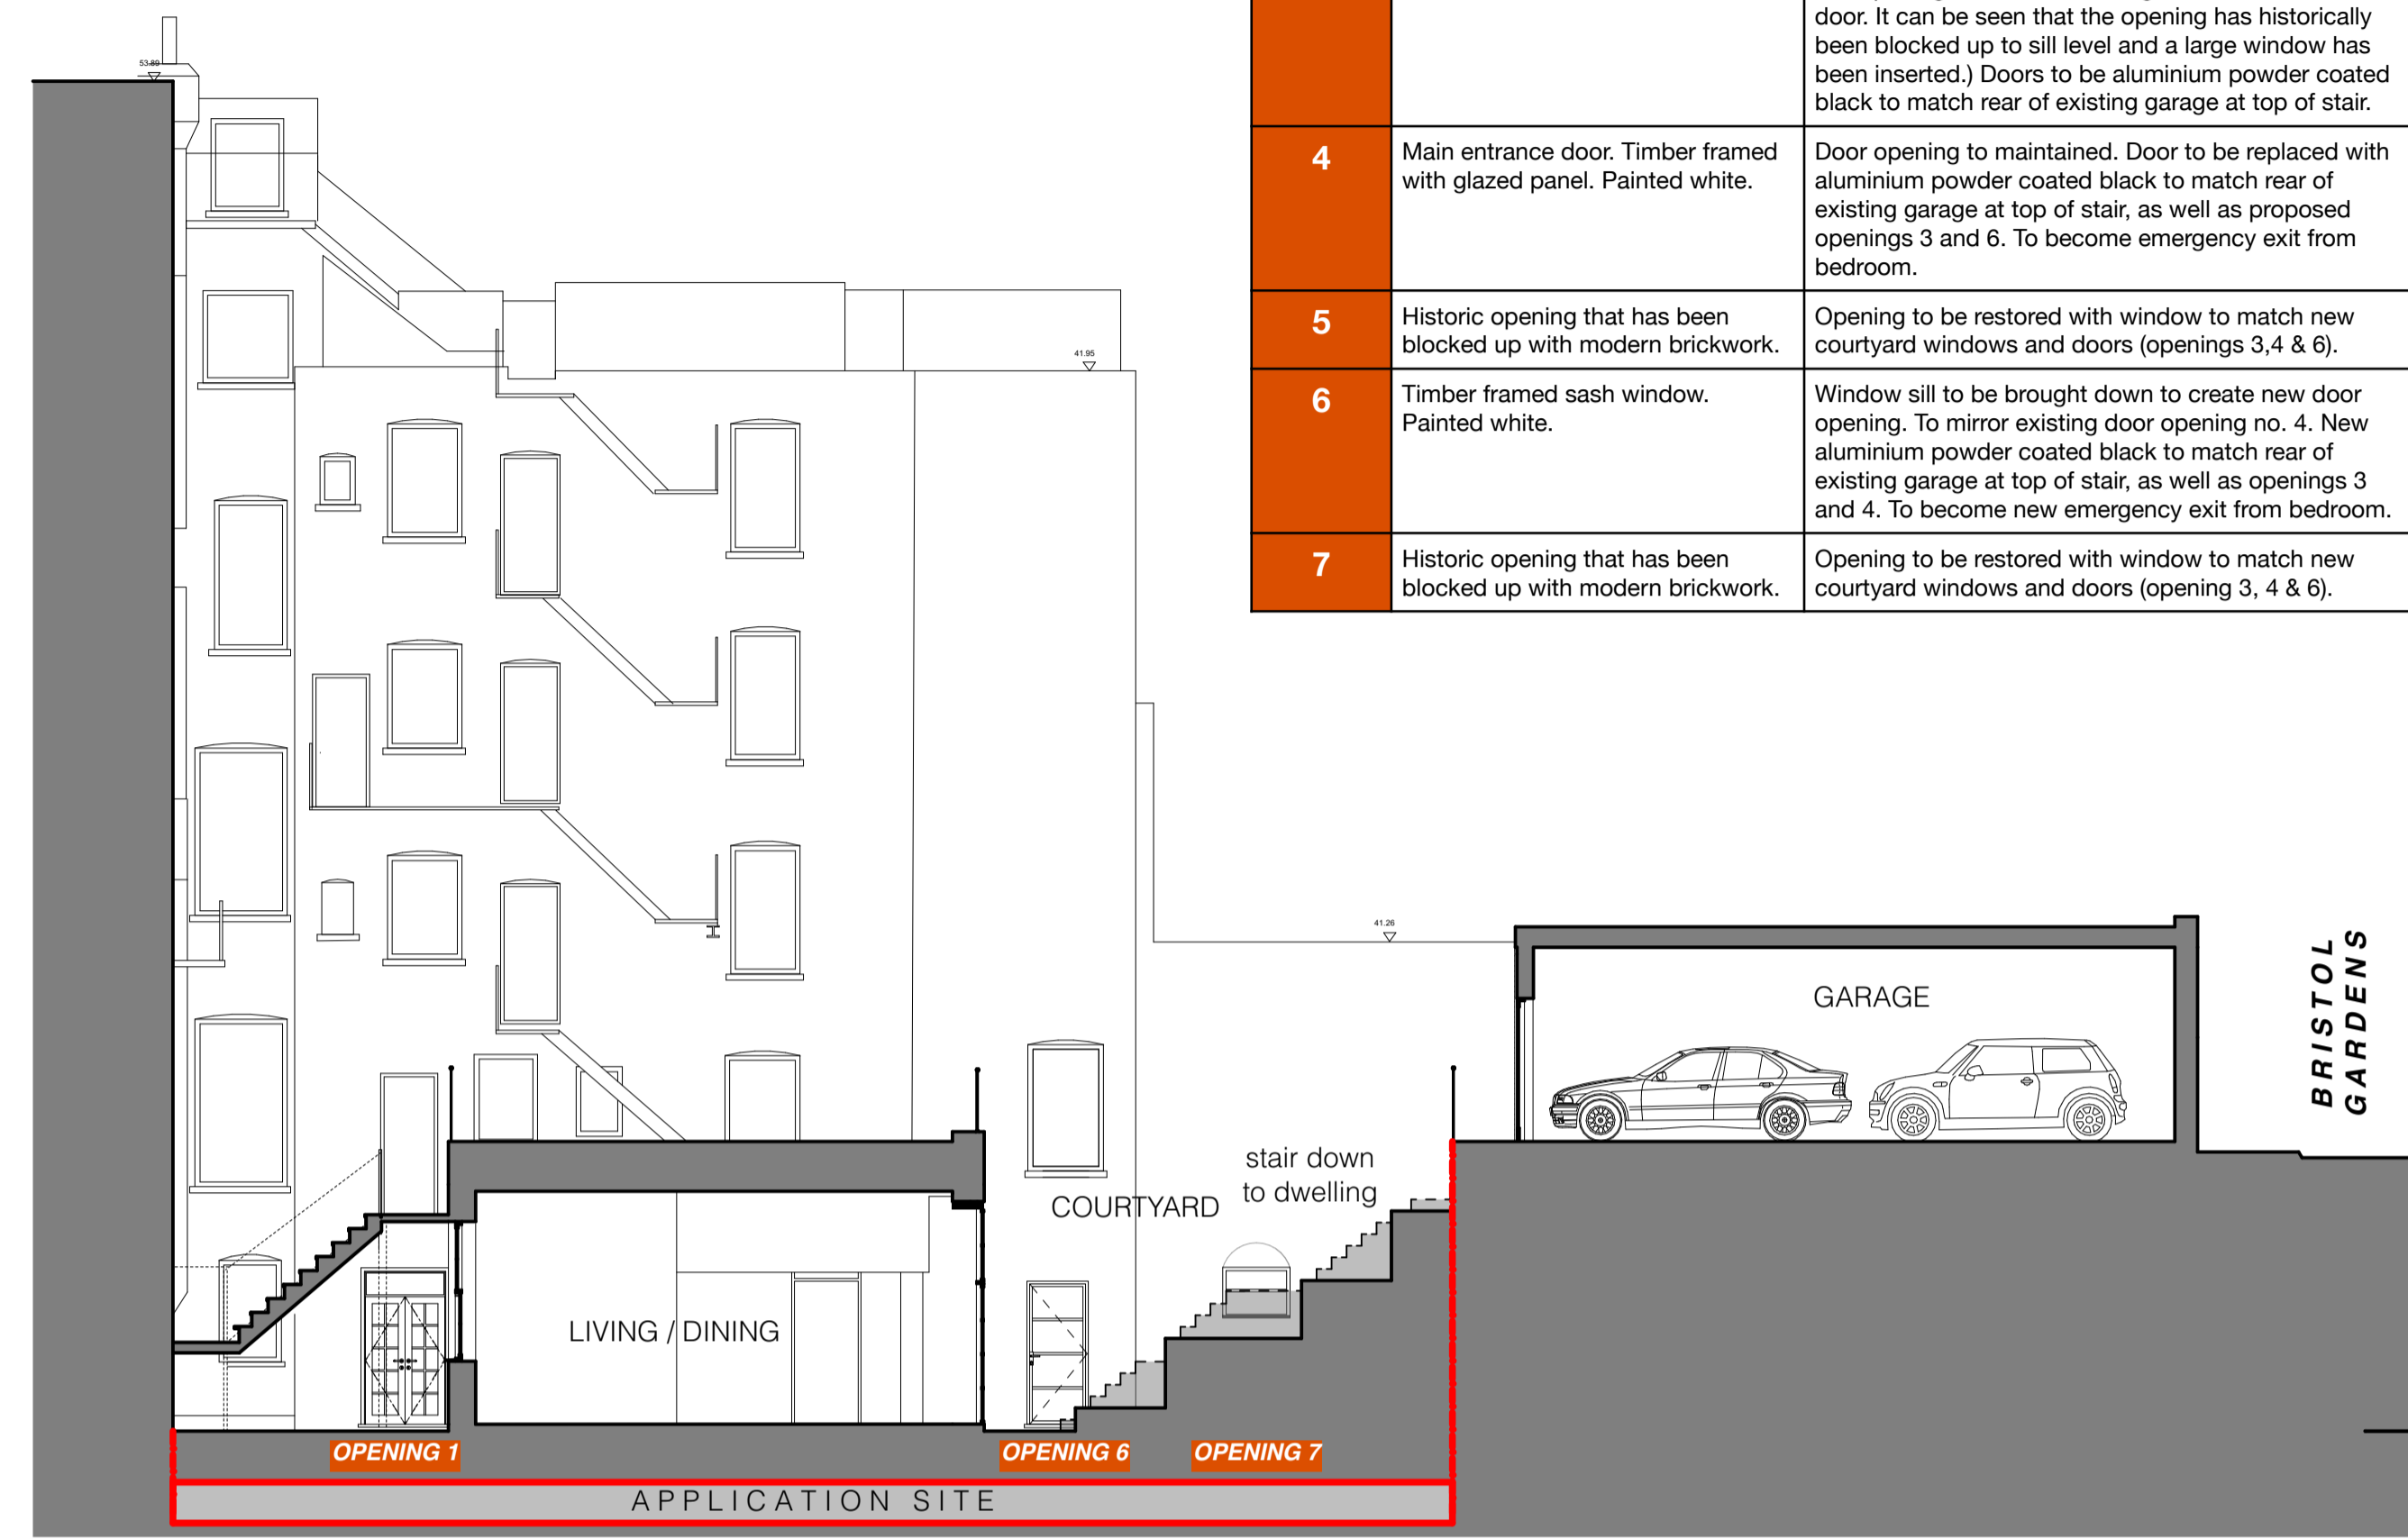 door. It can be seen that the opening has historically
been blocked up to sill level and a large window has
been inserted.) Doors to be aluminium powder coated
black to match rear of existing garage at top of stair.
4
Main entrance door. Timber framed
with glazed panel. Painted white.
Door opening to maintained. Door to be replaced with
aluminium powder coated black to match rear of
existing garage at top of stair, as well as proposed
openings 3 and 6. To become emergency exit from
bedroom.
5
Historic opening that has been
blocked up with modern brickwork.
Opening to be restored with window to match new
courtyard windows and doors (openings 3,4 & 6).
6
Timber framed sash window.
Painted white.
Window sill to be brought down to create new door
opening. To mirror existing door opening no. 4. New
aluminium powder coated black to match rear of
existing garage at top of stair, as well as openings 3
and 4. To become new emergency exit from bedroom.
7
Historic opening that has been
blocked up with modern brickwork.
Opening to be restored with window to match new
courtyard windows and doors (opening 3, 4 & 6).
53.89
41.95
41.26
GARAGE
BRISTOL
GARDENS
stair down
to dwelling
COURTYARD
LIVING / DINING
OPENING 1
OPENING 6
OPENING 7
APPLICATION SITE